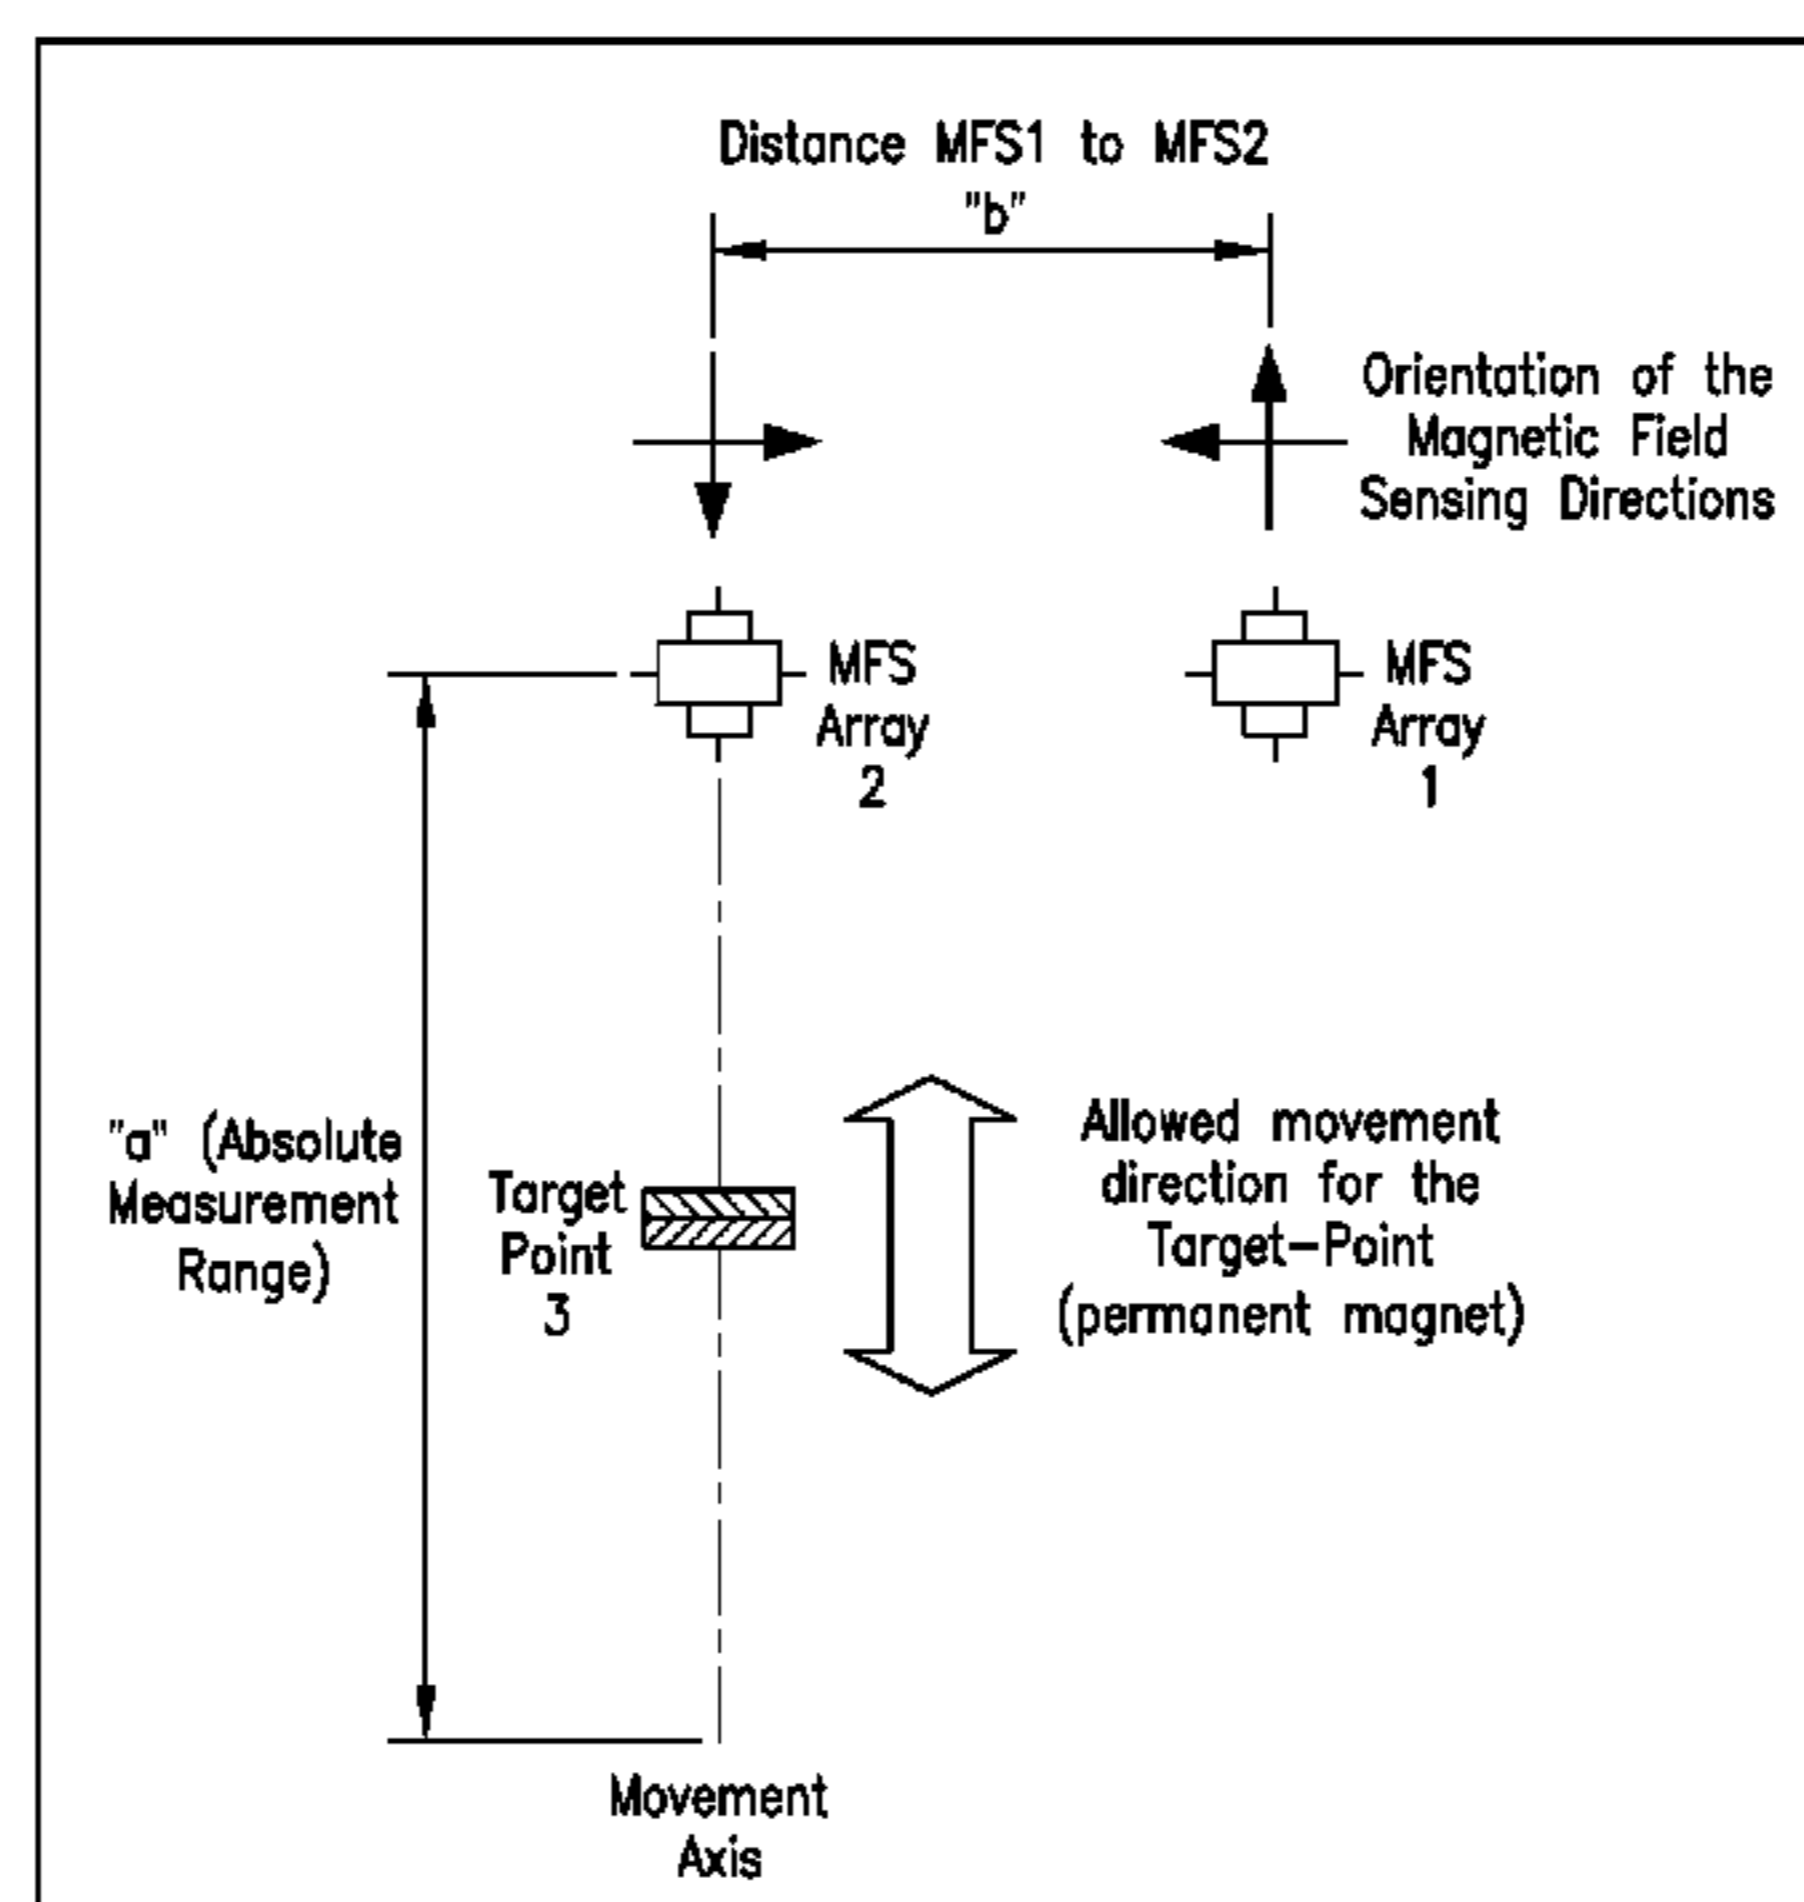 Distance MFS1 to MFS2
"b"
Orientation of the
Magnetic Field
Sensing Directions
MFS
Array
2
MFS
Array
1
"a" (Absolute
Measurement
Range)
Target
Point
3
Allowed movement
direction for the
Target-Point
(permanent magnet)
Movement
Axis